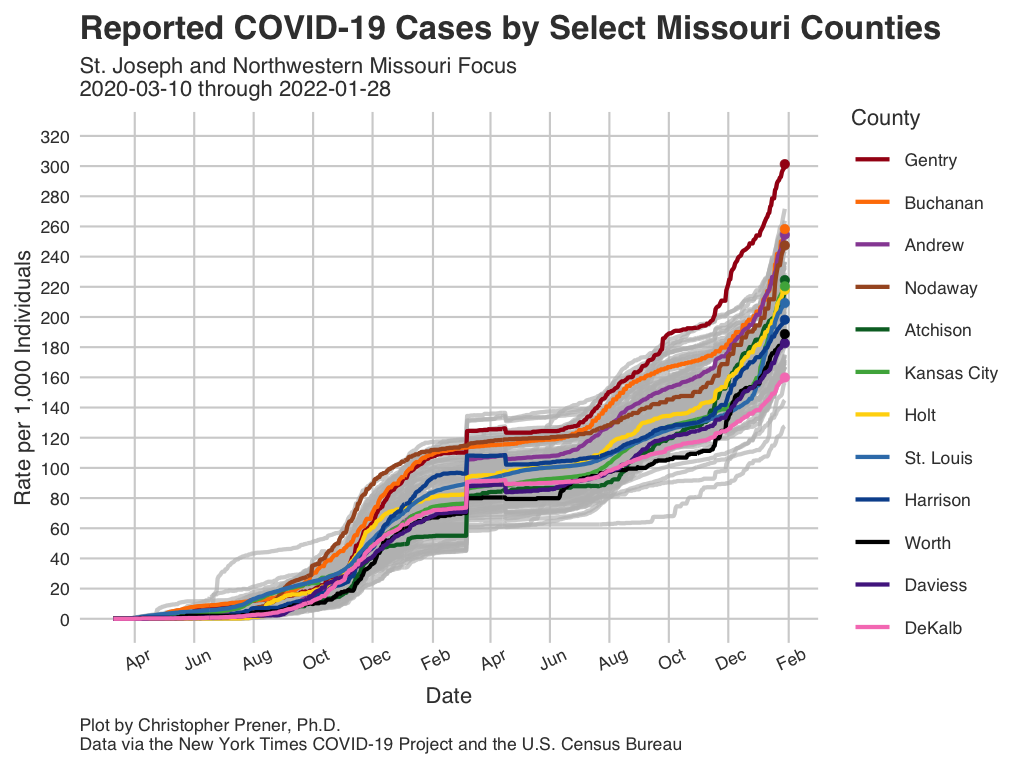 Reported COVID-19 Cases by Select Missouri Counties
St. Joseph and Northwestern Missouri Focus
2020-03-10 through 2022-01-28
Rate per 1,000 Individuals
320
300
280
260
240
220
200
180
160
140
120
100
80
60
40
20
0
Apr Jun Aug Oct Dec Feb Apr Jun Aug Oct Dec Feb
Date
County
Gentry
Buchanan
Andrew
Nodaway
Atchison
Kansas City
Holt
St. Louis
Harrison
Worth
Daviess
DeKalb
Plot by Christopher Prener, Ph.D.
Data via the New York Times COVID-19 Project and the U.S. Census Bureau